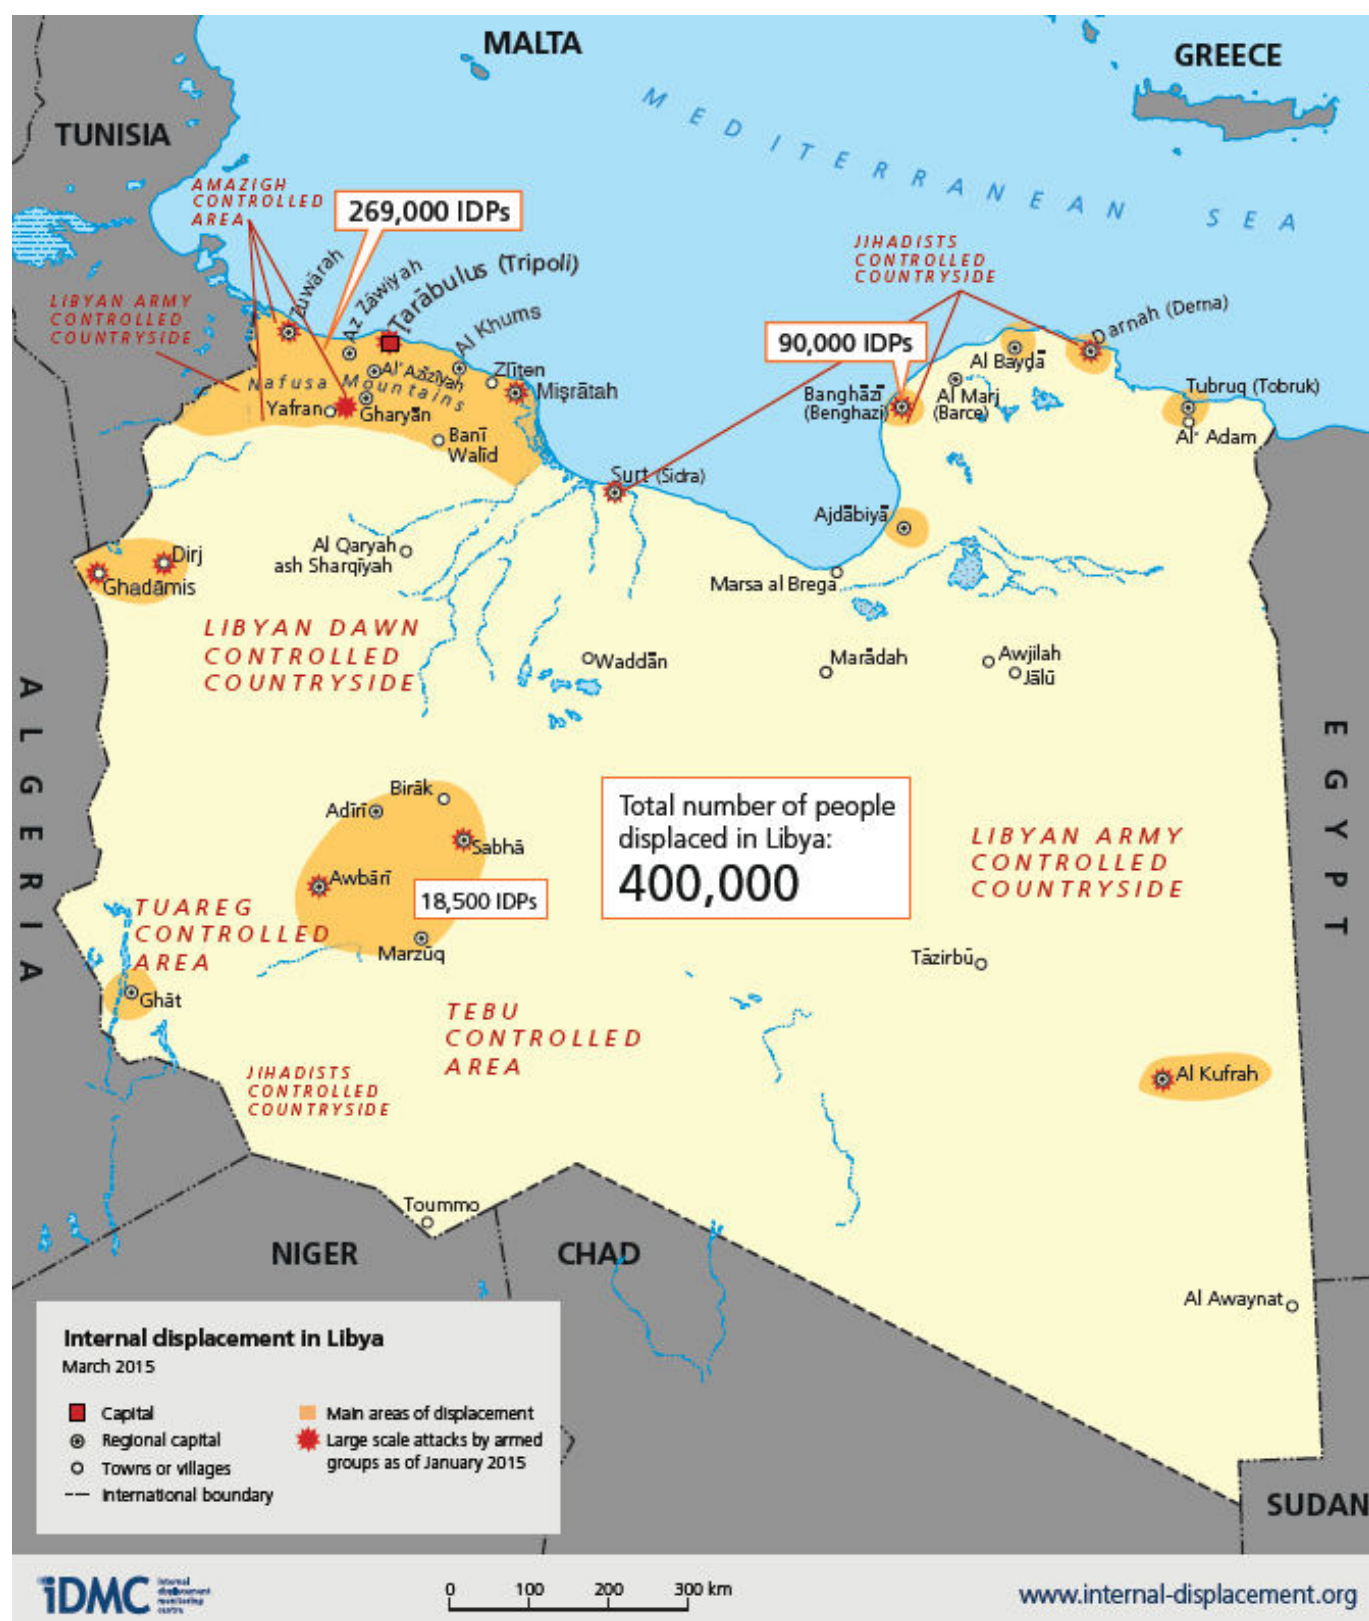 MALTA
GREECE
TUNISIA
MEDITERRANEAN SEA
AMAZIGH
CONTROLLED
AREA
269,000 IDPs
JIHADISTS
CONTROLLED
COUNTRYSIDE
LIBYAN ARMY
CONTROLLED
COUNTRYSIDE
Zuwārah
Az Zāwiyah
Tarābulus (Tripoli)
Al Khums
Al'Azīzīyah
Zlīten
Mişrātah
Nafusa Mountains
Yafran
Gharyān
Banī
Walīd
90,000 IDPs
Banghāzī
(Benghazi)
Al Bayḍā
Al Marj
(Barce)
Darnah (Derna)
Tubruq (Tobruk)
Al' Adam
Surt (Sidra)
Ajdābiyā
Marsa al Brega
Dirj
Ghadāmis
Al Qaryah
ash Sharqīyah
LIBYAN DAWN
CONTROLLED
COUNTRYSIDE
Waddān
Marādah
Awjilah
Jālū
ALGERIA
EGYPT
Birāk
Adīrī
Sabhā
Awbārī
18,500 IDPs
Marzūq
Total number of people
displaced in Libya:
400,000
LIBYAN ARMY
CONTROLLED
COUNTRYSIDE
TUAREG
CONTROLLED
AREA
Ghāt
Tāzirbū
TEBU
CONTROLLED
AREA
JIHADISTS
CONTROLLED
COUNTRYSIDE
Al Kufrah
Toummo
NIGER
CHAD
Al Awaynat
SUDAN
Internal displacement in Libya
March 2015
Capital
Regional capital
Towns or villages
International boundary
Main areas of displacement
Large scale attacks by armed
groups as of January 2015
iDMC
internal
displacement
monitoring
centre
0 100 200 300 km
www.internal-displacement.org